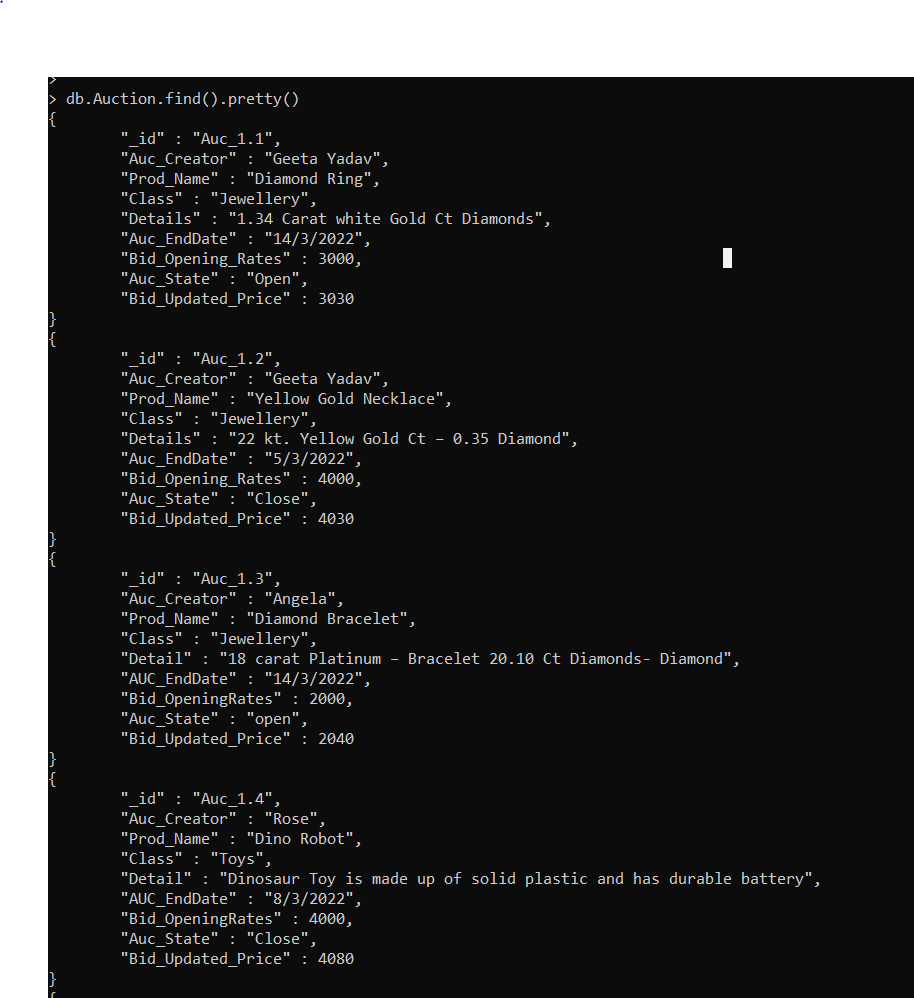 >
> db.Auction.find().pretty()
{
"_id" : "Auc_1.1",
"Auc_Creator" : "Geeta Yadav",
"Prod_Name" : "Diamond Ring",
"Class" : "Jewellery",
"Details" : "1.34 Carat white Gold Ct Diamonds",
"Auc_EndDate" : "14/3/2022",
"Bid_Opening_Rates" : 3000,
"Auc_State" : "Open",
"Bid_Updated_Price" : 3030
}
{
"_id" : "Auc_1.2",
"Auc_Creator" : "Geeta Yadav",
"Prod_Name" : "Yellow Gold Necklace",
"Class" : "Jewellery",
"Details" : "22 kt. Yellow Gold Ct – 0.35 Diamond",
"Auc_EndDate" : "5/3/2022",
"Bid_Opening_Rates" : 4000,
"Auc_State" : "Close",
"Bid_Updated_Price" : 4030
}
{
"_id" : "Auc_1.3",
"Auc_Creator" : "Angela",
"Prod_Name" : "Diamond Bracelet",
"Class" : "Jewellery",
"Detail" : "18 carat Platinum – Bracelet 20.10 Ct Diamonds- Diamond",
"AUC_EndDate" : "14/3/2022",
"Bid_OpeningRates" : 2000,
"Auc_State" : "open",
"Bid_Updated_Price" : 2040
}
{
"_id" : "Auc_1.4",
"Auc_Creator" : "Rose",
"Prod_Name" : "Dino Robot",
"Class" : "Toys",
"Detail" : "Dinosaur Toy is made up of solid plastic and has durable battery",
"AUC_EndDate" : "8/3/2022",
"Bid_OpeningRates" : 4000,
"Auc_State" : "Close",
"Bid_Updated_Price" : 4080
}
{